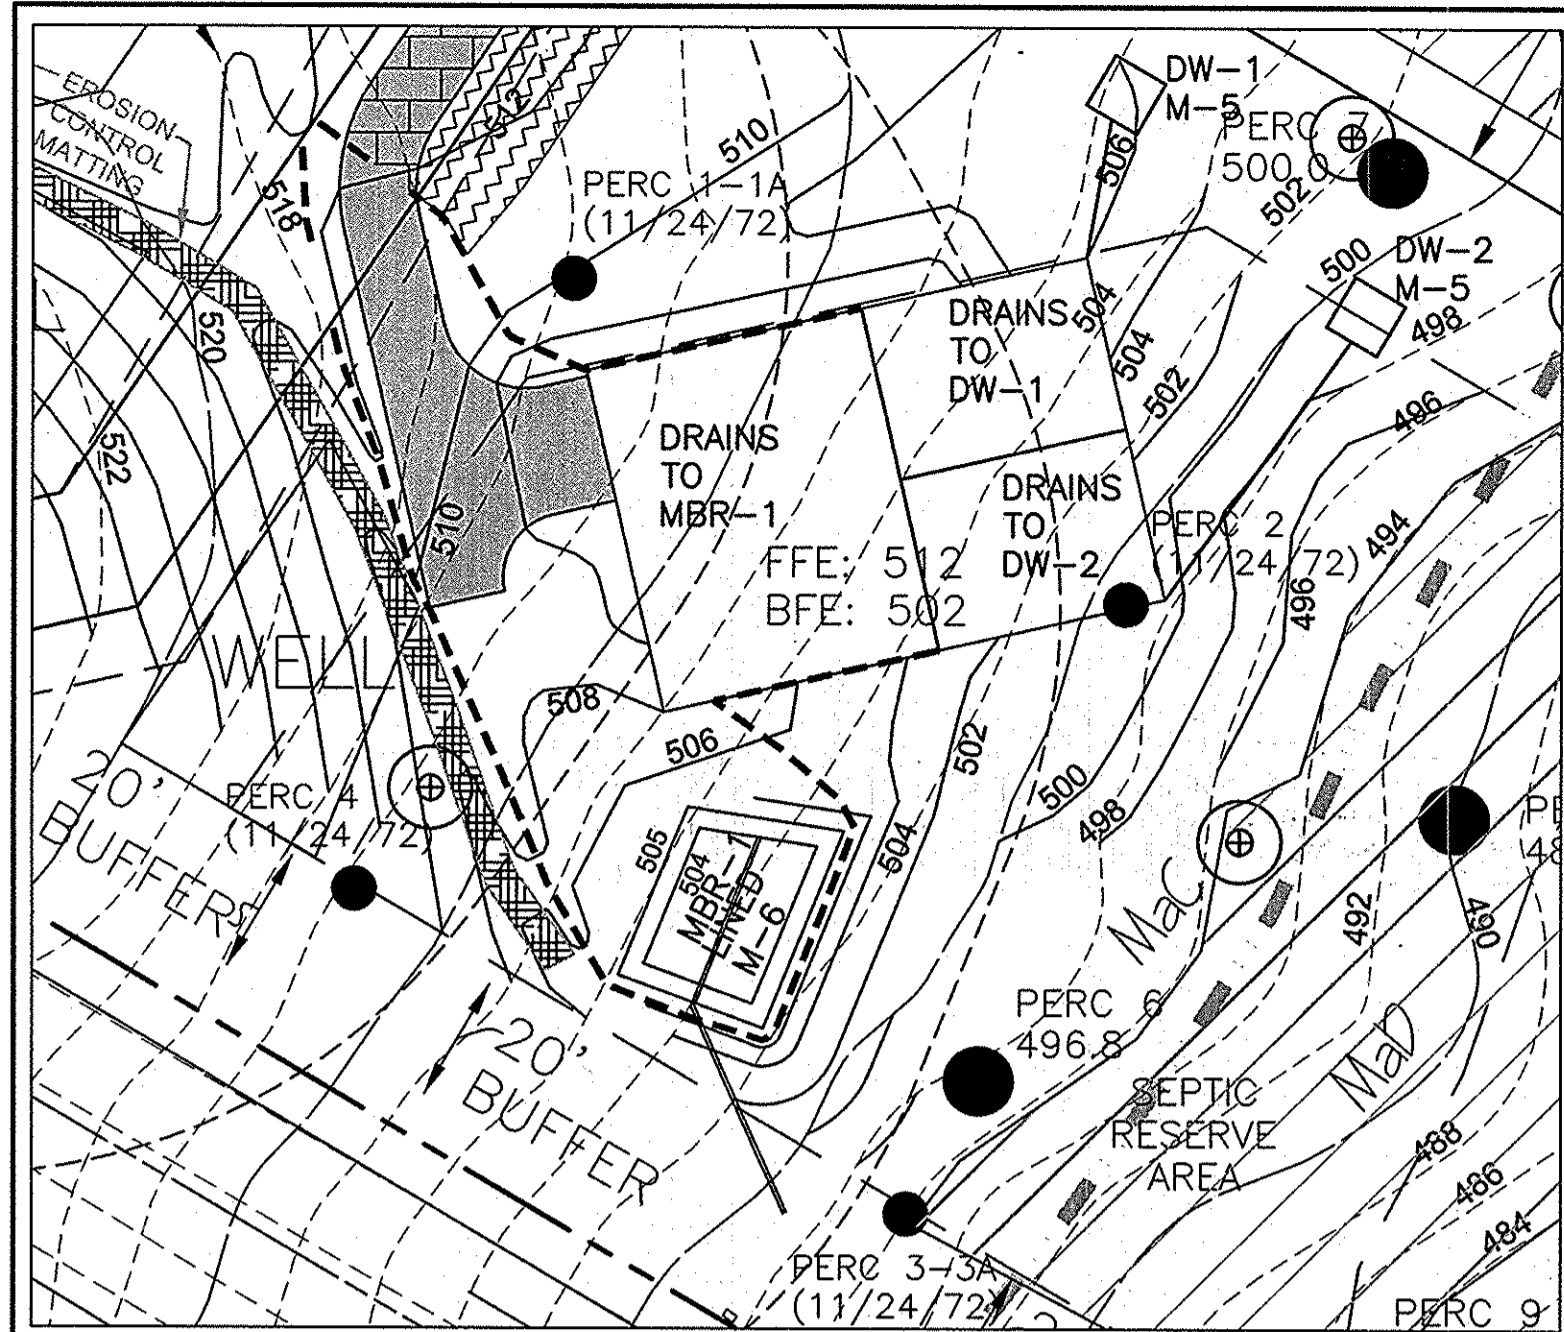 EROSION
CONTROL
MATTING
512
510
DW-1
M-5
506
PERC 7
500.0
502
PERC 1-1A
(11/24/72)
518
500
DW-2
M-5
498
520
DRAINS
TO
DW-1
504
504
502
496
522
DRAINS
TO
MBR-1
510
DRAINS
TO
DW-2
PERC 2
(11/24/72)
494
496
FFE: 512
BFE: 502
WELL
508
506
502
500
498
20'
BUFFERS
PERC 4
(11/24/72)
505
504
MBR-1
LINED
M-6
504
MaC
492
490
20'
BUFFER
PERC 6
496.8
MaD
SEPTIC
RESERVE
AREA
488
486
484
PERC 3-3A
(11/24/72)
PERC 9